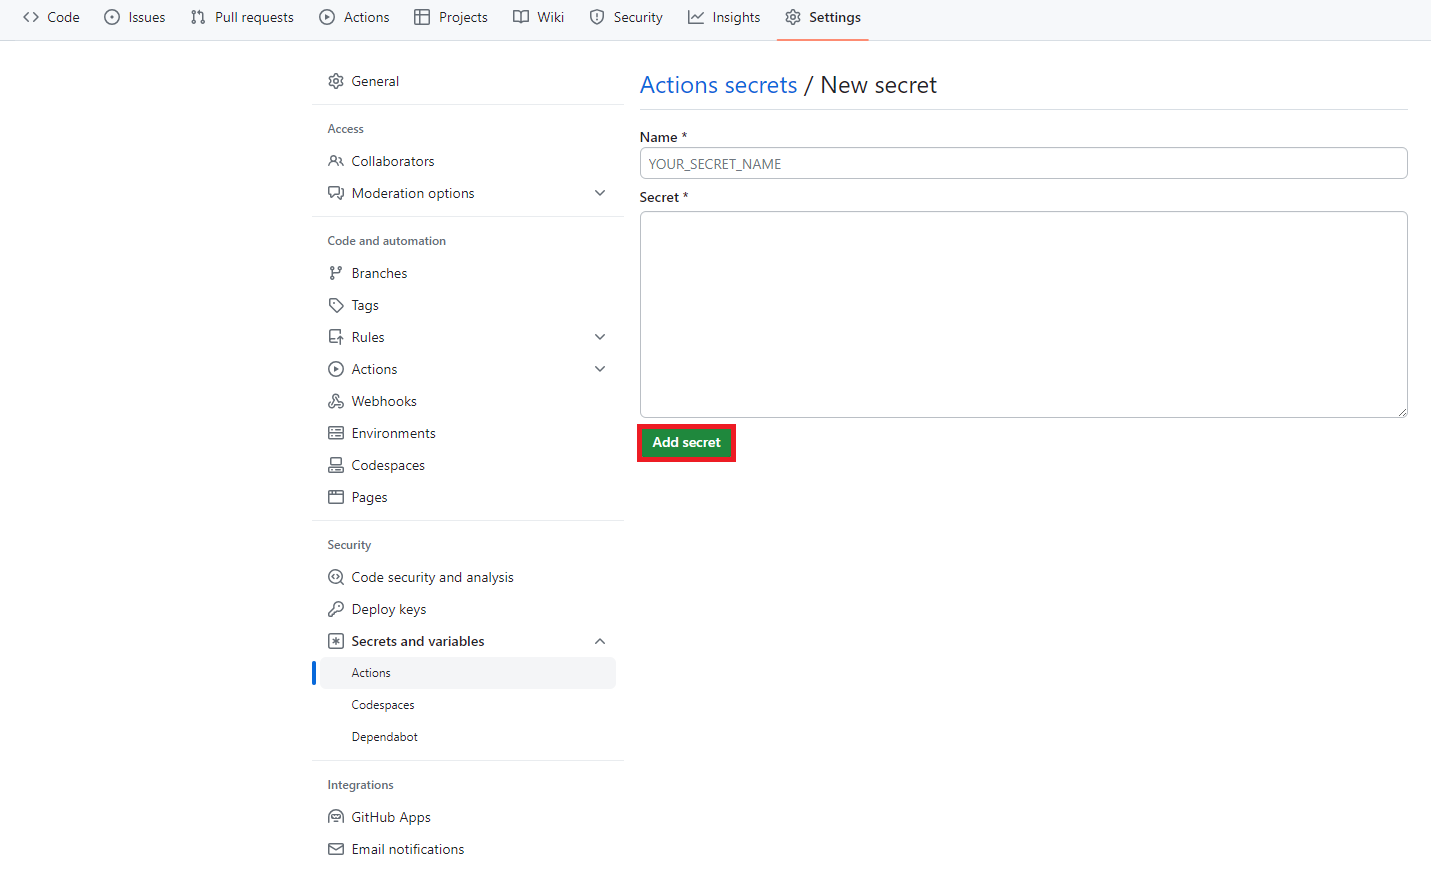 Code Issues Pull requests Actions Projects Wiki Security Insights Settings
General
Access
Collaborators
Moderation options
Code and automation
Branches
Tags
Rules
Actions
Webhooks
Environments
Codespaces
Pages
Security
Code security and analysis
Deploy keys
Secrets and variables
Actions
Codespaces
Dependabot
Integrations
GitHub Apps
Email notifications
Actions secrets / New secret
Name *
YOUR_SECRET_NAME
Secret *
Add secret